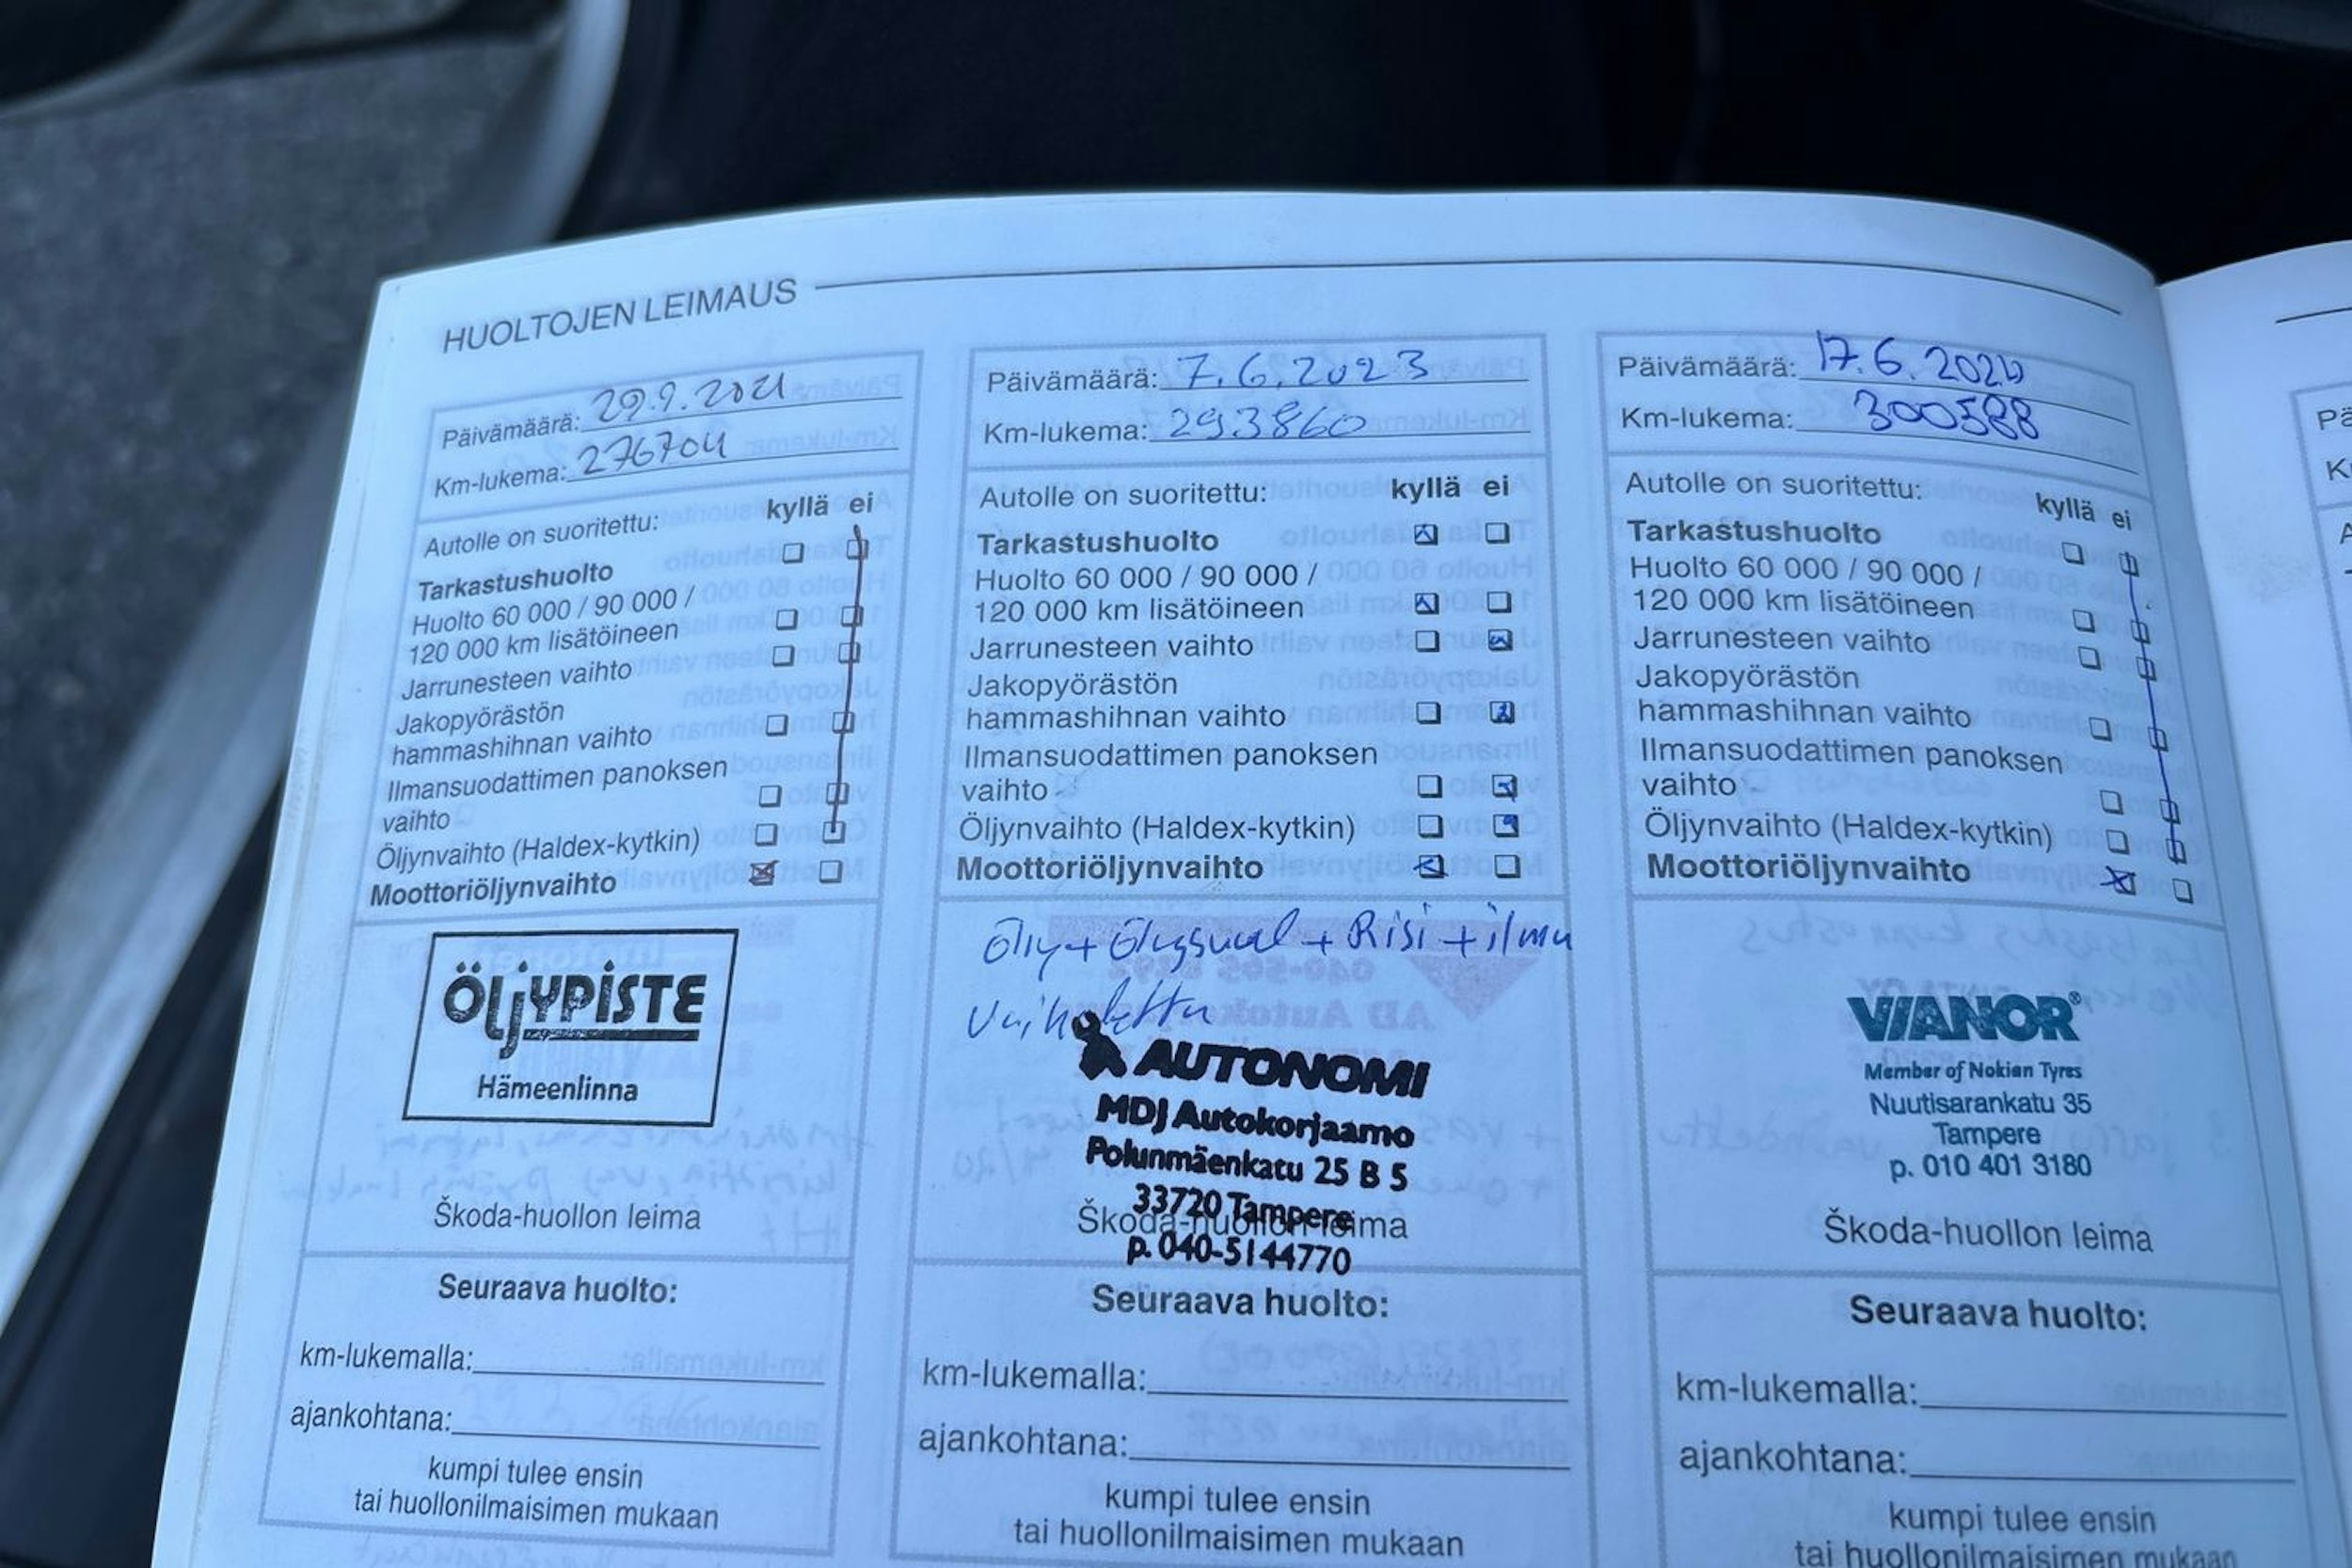 HUOLTOJEN LEIMAUS
Päivämäärä: 29.9.2021
Km-lukema: 276704
Autolle on suoritettu: kyllä ei
Tarkastushuolto
Huolto 60 000 / 90 000 /
120 000 km lisätöineen
Jarrunesteen vaihto
Jakopyörästön
hammashihnan vaihto
Ilmansuodattimen panoksen
vaihto
Öljynvaihto (Haldex-kytkin)
Moottoriöljynvaihto
ÖLjYPISTE
Hämeenlinna
Škoda-huollon leima
Seuraava huolto:
km-lukemalla:
ajankohtana:
kumpi tulee ensin
tai huollonilmaisimen mukaan
Päivämäärä: 7.6.2023
Km-lukema: 293860
Autolle on suoritettu: kyllä ei
Tarkastushuolto
Huolto 60 000 / 90 000 /
120 000 km lisätöineen
Jarrunesteen vaihto
Jakopyörästön
hammashihnan vaihto
Ilmansuodattimen panoksen
vaihto
Öljynvaihto (Haldex-kytkin)
Moottoriöljynvaihto
Öljy + Öljysuod + Risi + ilma
Vaihdettu
AUTONOMI
MDJ Autokorjaamo
Polunmäenkatu 25 B 5
33720 Tampere
Škoda-huollon leima
p. 040-5144770
Seuraava huolto:
km-lukemalla:
ajankohtana:
kumpi tulee ensin
tai huollonilmaisimen mukaan
Päivämäärä: 17.6.2024
Km-lukema: 300588
Autolle on suoritettu: kyllä ei
Tarkastushuolto
Huolto 60 000 / 90 000 /
120 000 km lisätöineen
Jarrunesteen vaihto
Jakopyörästön
hammashihnan vaihto
Ilmansuodattimen panoksen
vaihto
Öljynvaihto (Haldex-kytkin)
Moottoriöljynvaihto
VIANOR®
Member of Nokian Tyres
Nuutisarankatu 35
Tampere
p. 010 401 3180
Škoda-huollon leima
Seuraava huolto:
km-lukemalla:
ajankohtana:
kumpi tulee ensin
tai huollonilmaisimen mukaan